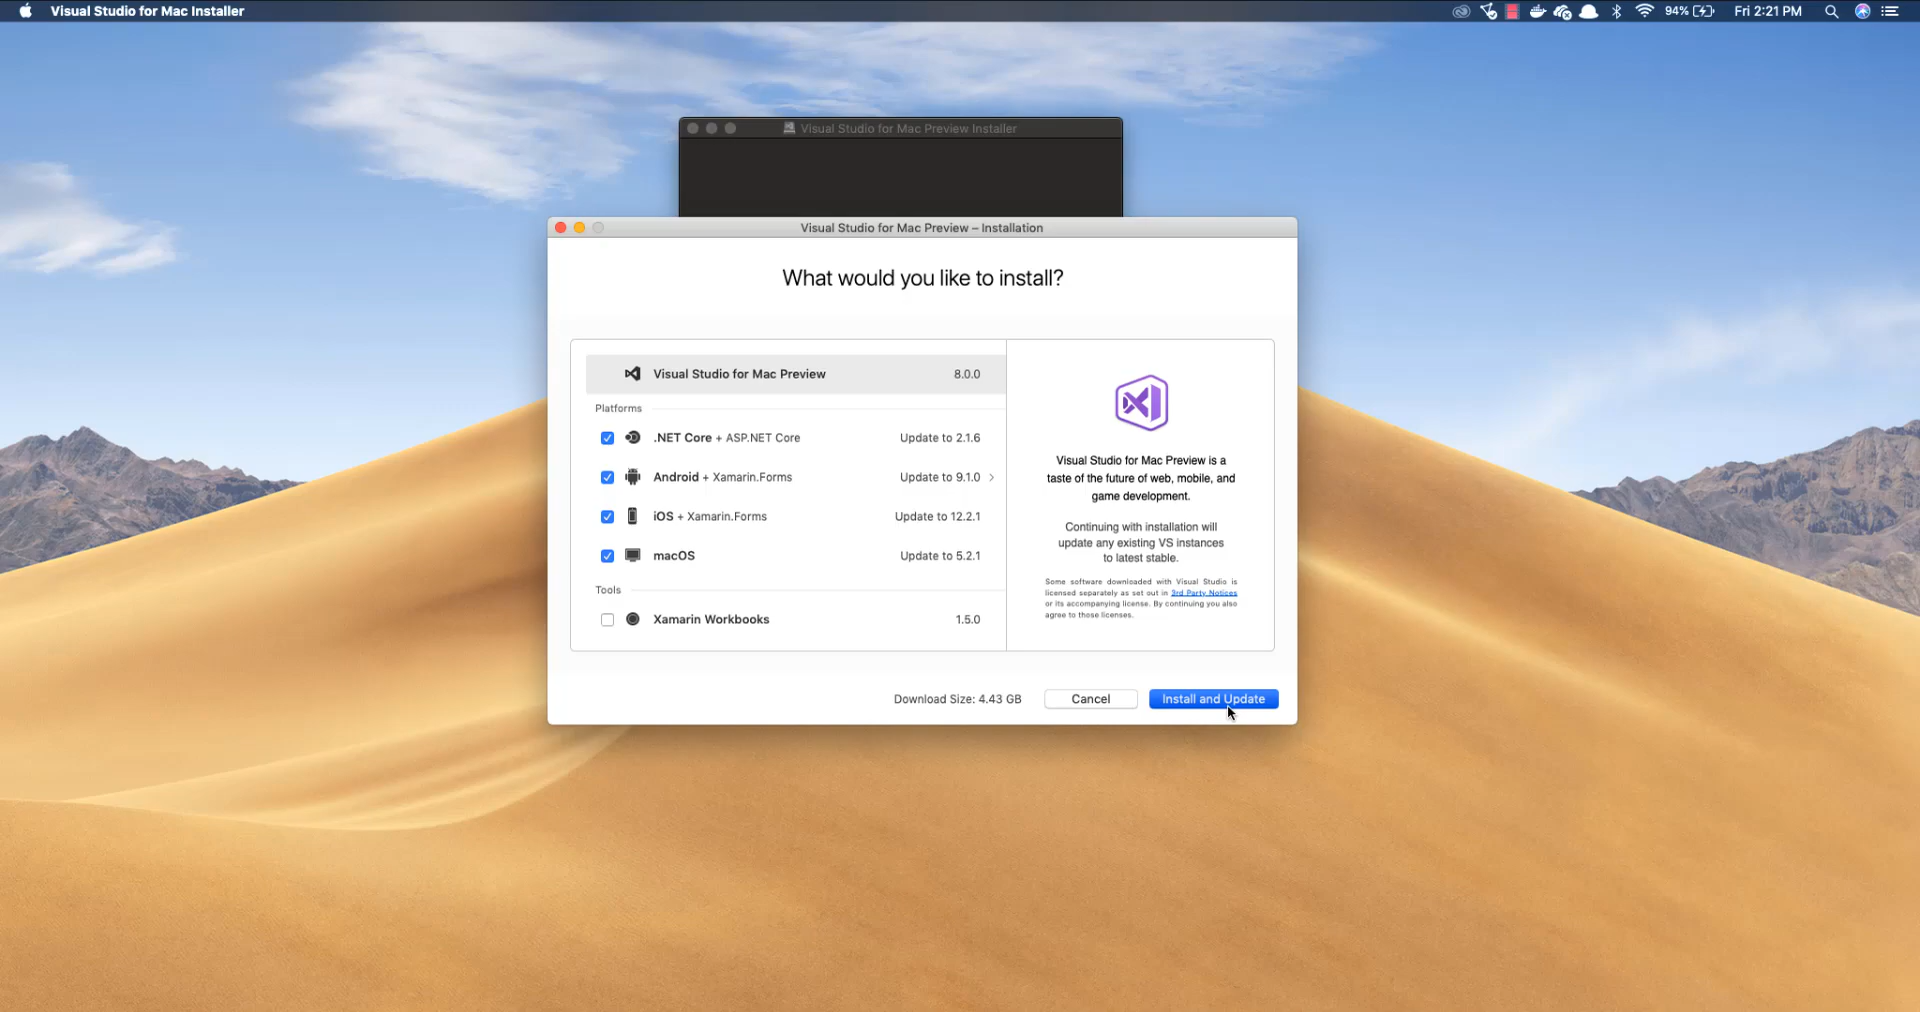 Visual Studio for Mac Installer
94%
Fri 2:21 PM
Visual Studio for Mac Preview Installer
Visual Studio for Mac Preview – Installation
What would you like to install?
Visual Studio for Mac Preview 8.0.0
Platforms
.NET Core + ASP.NET Core Update to 2.1.6
Android + Xamarin.Forms Update to 9.1.0 >
iOS + Xamarin.Forms Update to 12.2.1
macOS Update to 5.2.1
Tools
Xamarin Workbooks 1.5.0
Visual Studio for Mac Preview is a
taste of the future of web, mobile, and
game development.
Continuing with installation will
update any existing VS instances
to latest stable.
Some software downloaded with Visual Studio is
licensed separately as set out in 3rd Party Notices
or its accompanying license. By continuing you also
agree to those licenses.
Download Size: 4.43 GB
Cancel
Install and Update